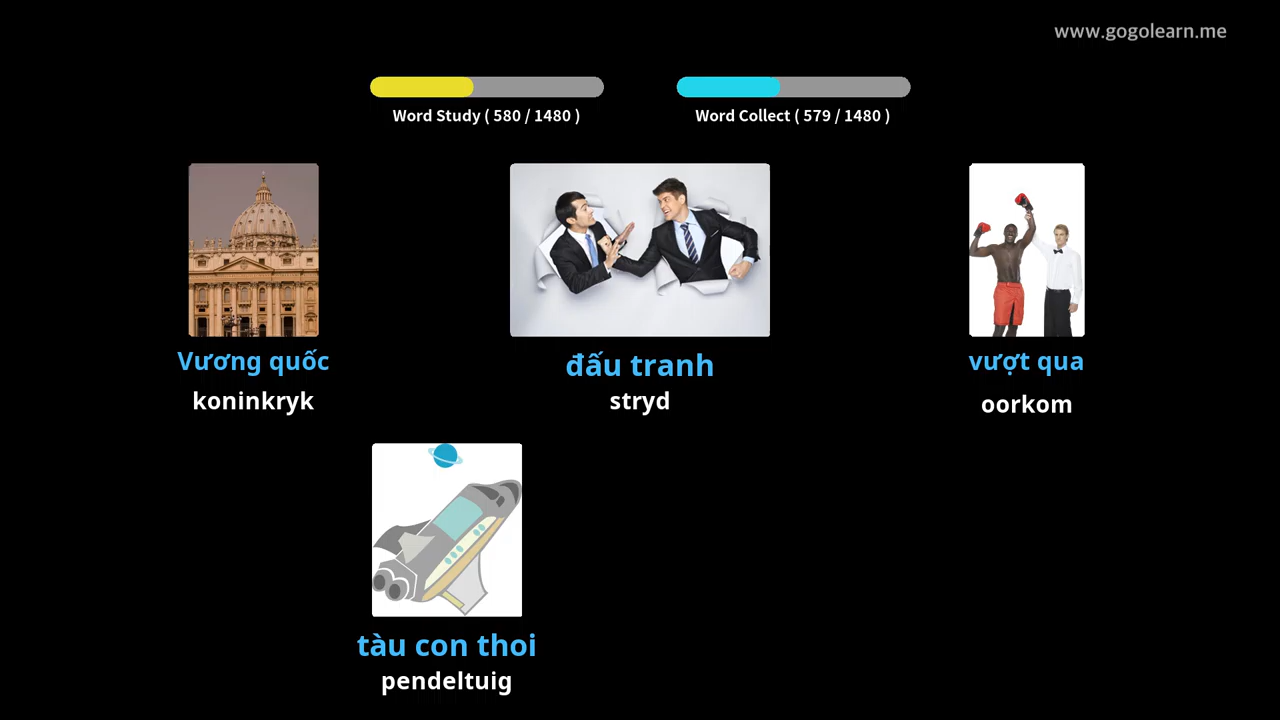 www.gogolearn.me
Word Study ( 580 / 1480 )
Word Collect ( 579 / 1480 )
Vương quốc
koninkryk
đấu tranh
stryd
vượt qua
oorkom
tàu con thoi
pendeltuig